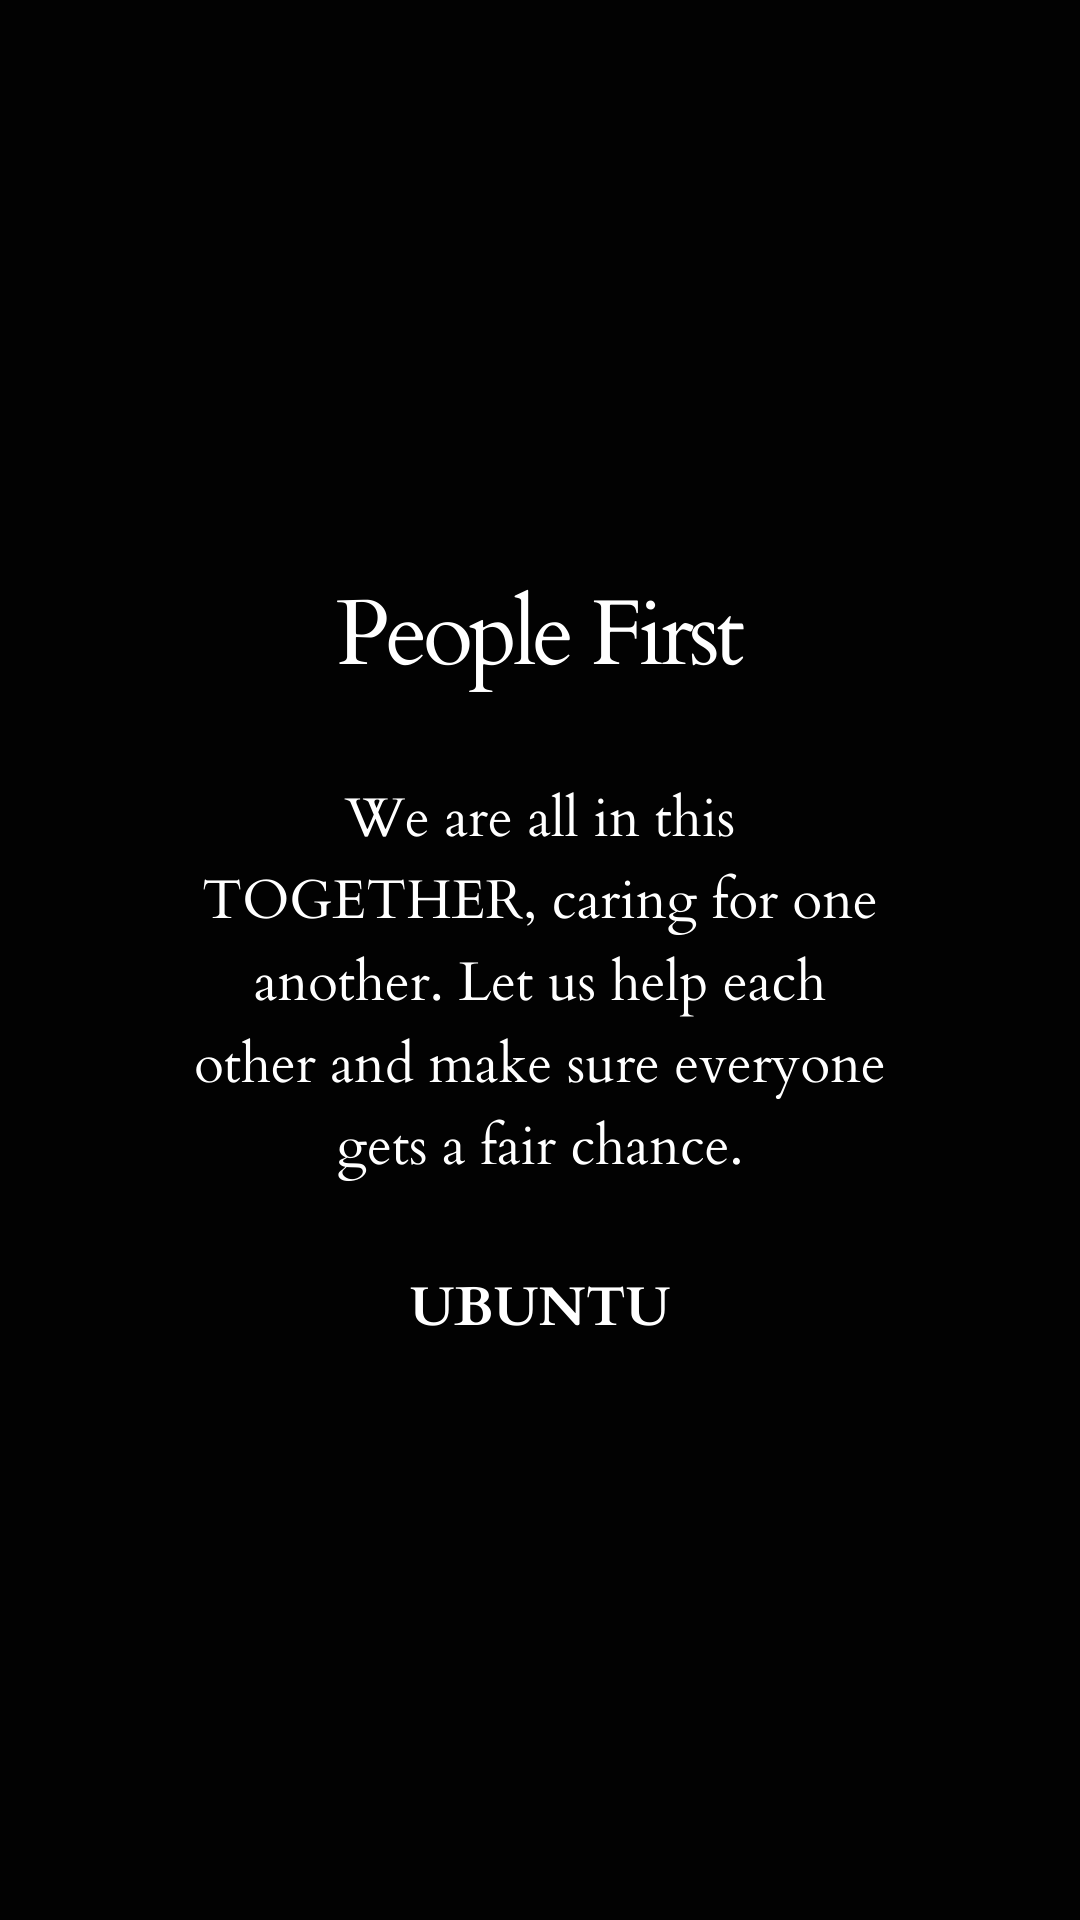 People First
We are all in this
TOGETHER, caring for one
another. Let us help each
other and make sure everyone
gets a fair chance.
UBUNTU